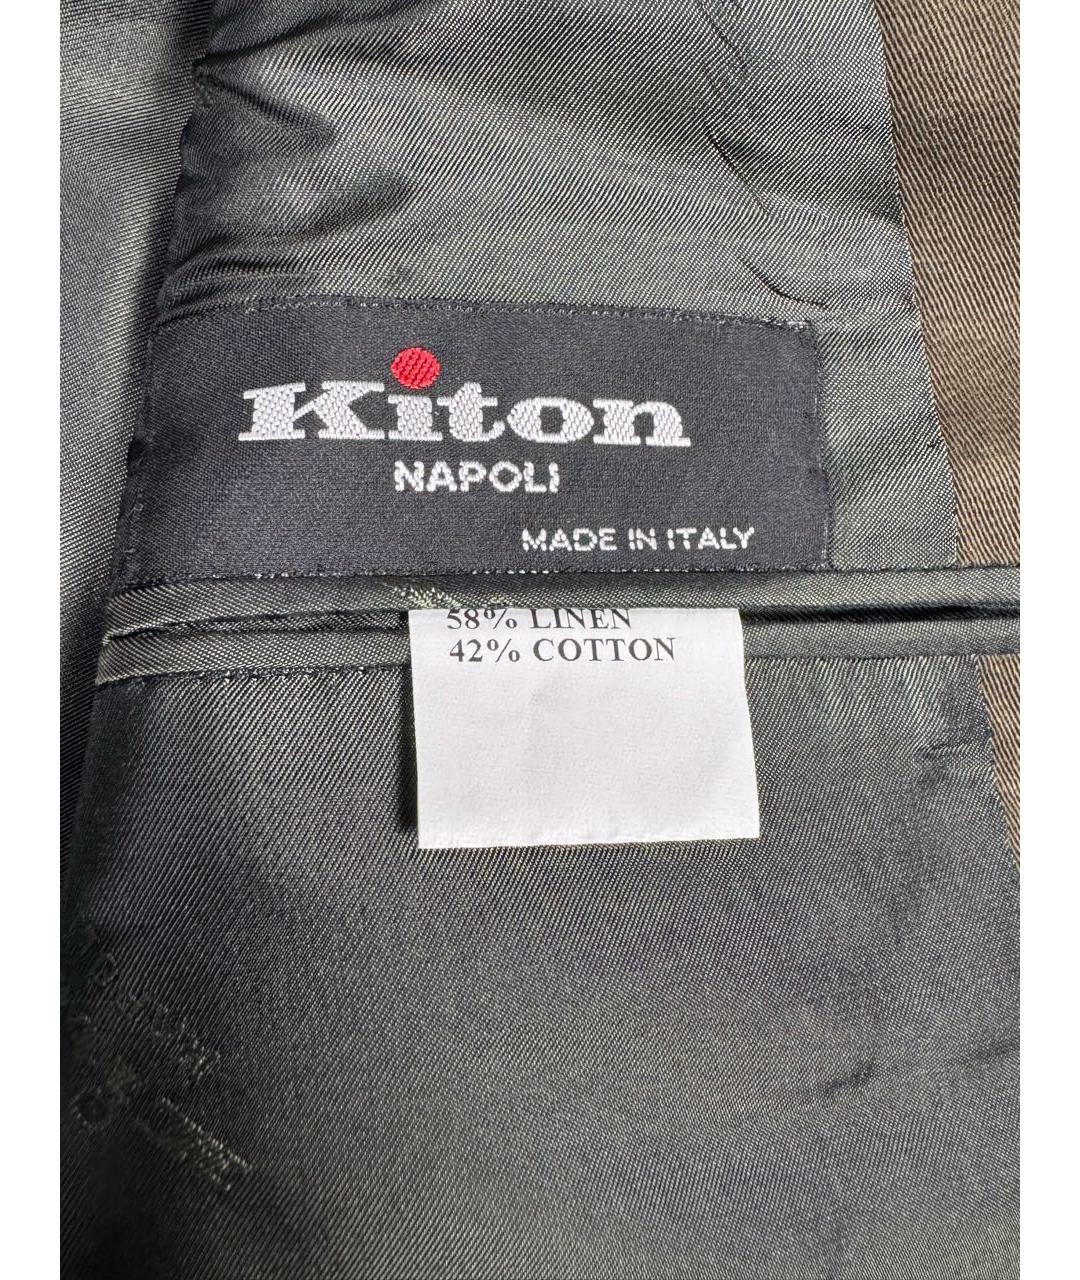 Kiton
NAPOLI
MADE IN ITALY
58% LINEN
42% COTTON